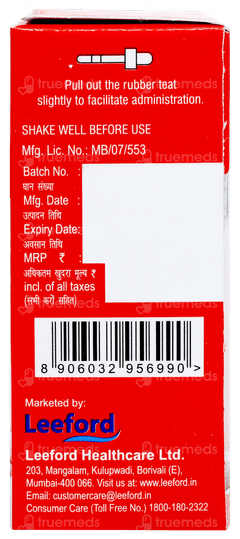 Pull out the rubber teat
slightly to facilitate administration.
SHAKE WELL BEFORE USE
Mfg. Lic. No.: MB/07/553
Batch No. :
घान संख्या
Mfg. Date :
उत्पादन तिथि
Expiry Date:
अवसान तिथि
MRP ₹ :
अधिकतम खुदरा मूल्य ₹
incl. of all taxes
(सभी करों सहित)
8 906032 956990 >
Marketed by:
Leeford
Leeford Healthcare Ltd.
203, Mangalam, Kulupwadi, Borivali (E),
Mumbai-400 066. Visit us at: www.leeford.in
Email: customercare@leeford.in
Consumer Care (Toll Free No.) 1800-180-2322
truemeds